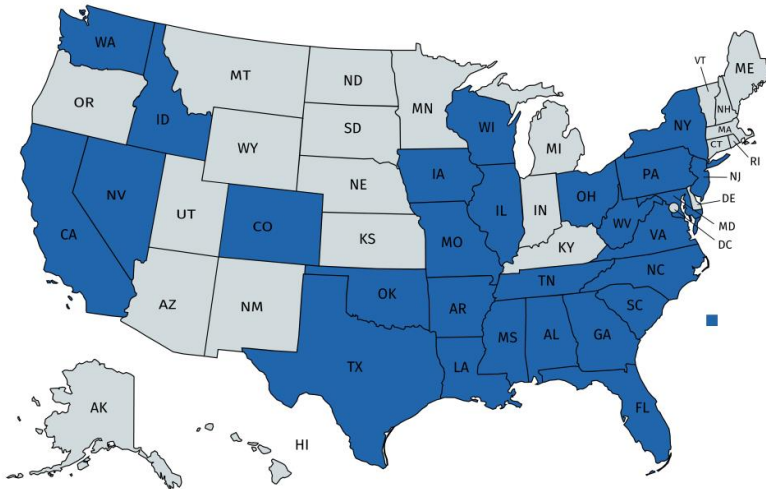 WA
MT
ND
MN
VT
ME
OR
ID
SD
WI
NY
NH
MA
WY
MI
CT
RI
IA
PA
NJ
NE
OH
NV
UT
IL
IN
DE
CO
WV
MD
CA
KS
MO
VA
DC
KY
NC
TN
AZ
NM
OK
AR
SC
MS
AL
GA
TX
LA
AK
FL
HI